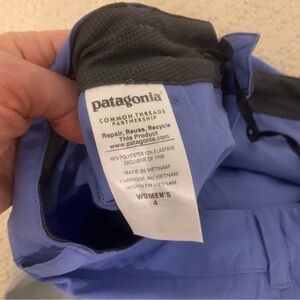 patagonia®
COMMON THREADS
PARTNERSHIP
Repair, Reuse, Recycle
This Product
www.patagonia.com
POLYESTER 12% ELASTANE
EXCLUSIVE OF TRIM
MADE IN VIETNAM
FABRIQUÉ AU VIETNAM
HECHO EN VIETNAM
WOMEN'S
4